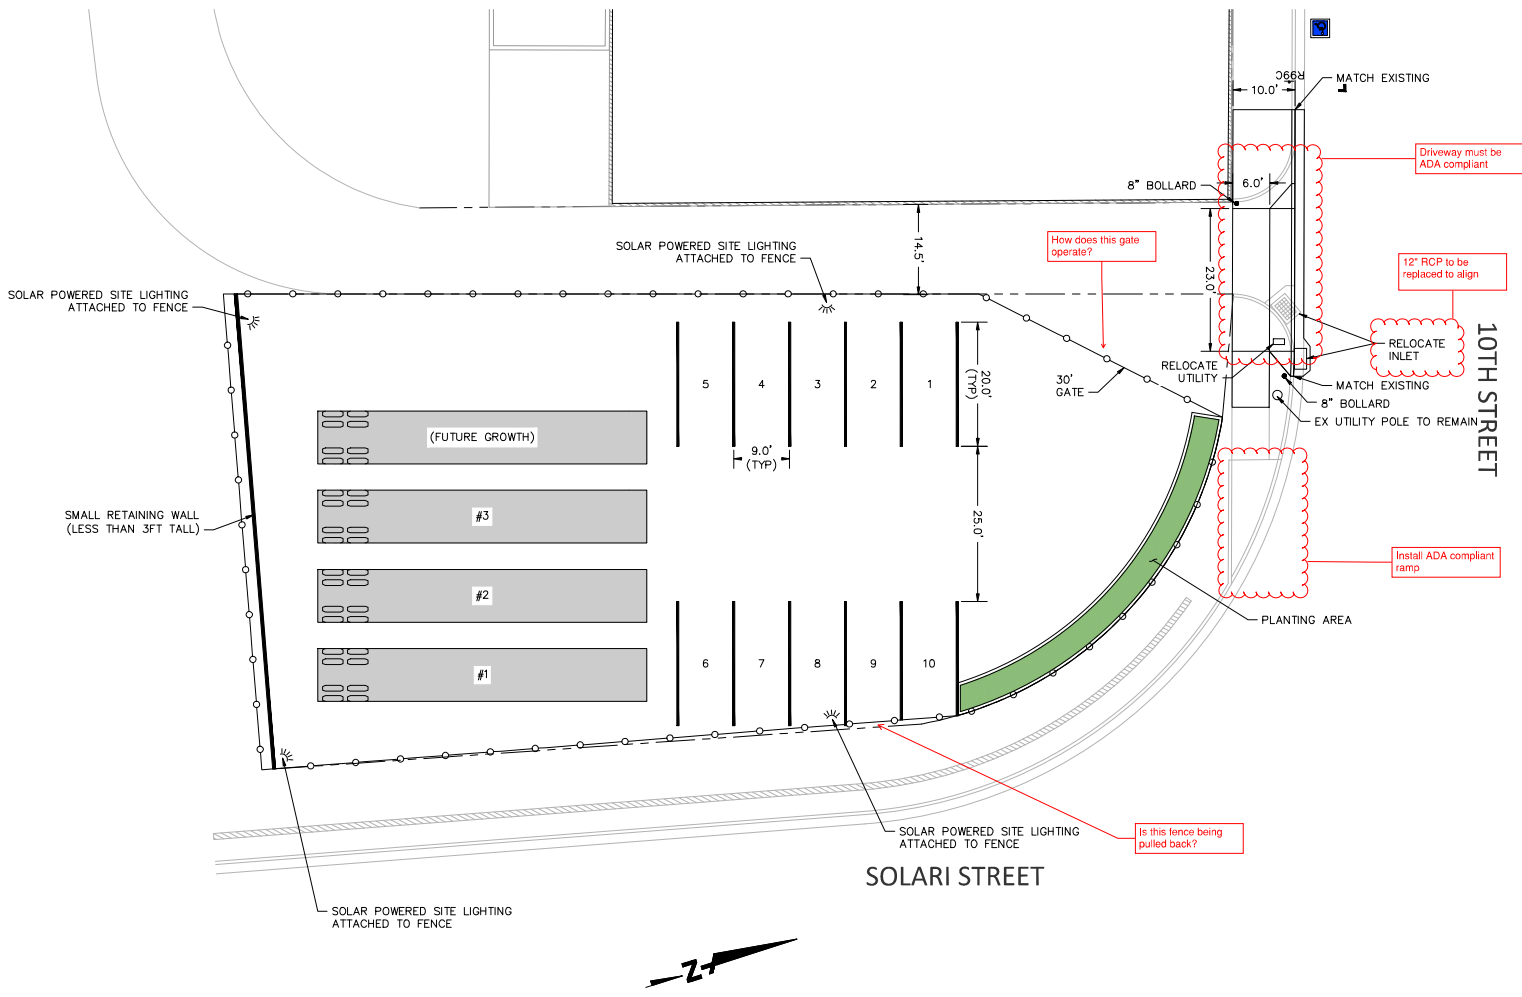 R99C
MATCH EXISTING
10.0'
Driveway must be
ADA compliant
8" BOLLARD
6.0'
SOLAR POWERED SITE LIGHTING
ATTACHED TO FENCE
14.5'
How does this gate
operate?
23.0'
12" RCP to be
replaced to align
SOLAR POWERED SITE LIGHTING
ATTACHED TO FENCE
RELOCATE
INLET
10TH STREET
RELOCATE
UTILITY
30'
GATE
MATCH EXISTING
8" BOLLARD
EX UTILITY POLE TO REMAIN
5
4
3
2
1
20.0'
(TYP)
(FUTURE GROWTH)
9.0'
(TYP)
25.0'
SMALL RETAINING WALL
(LESS THAN 3FT TALL)
#3
Install ADA compliant
ramp
#2
PLANTING AREA
#1
6
7
8
9
10
SOLAR POWERED SITE LIGHTING
ATTACHED TO FENCE
Is this fence being
pulled back?
SOLARI STREET
SOLAR POWERED SITE LIGHTING
ATTACHED TO FENCE
N